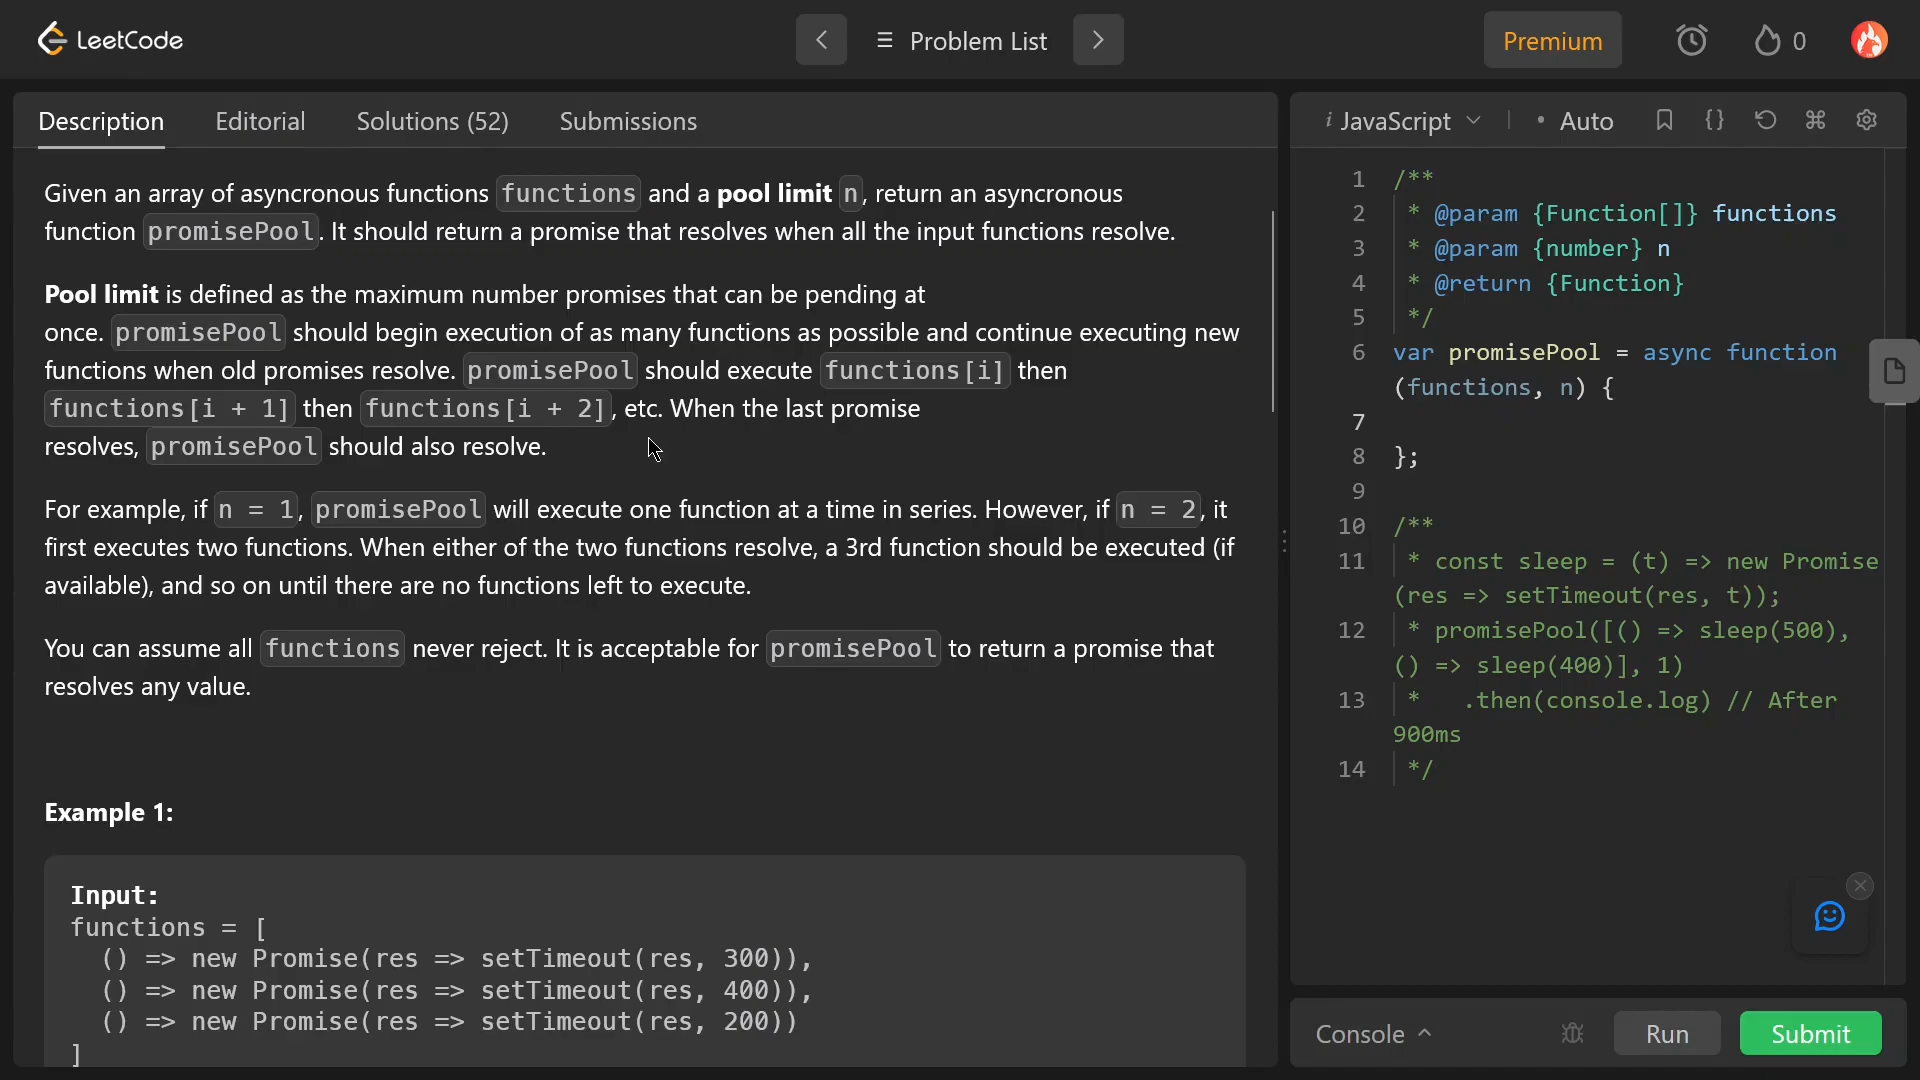 LeetCode
Problem List
Premium
0
Description Editorial Solutions (52) Submissions
Given an array of asyncronous functions functions and a pool limit n, return an asyncronous
function promisePool. It should return a promise that resolves when all the input functions resolve.
Pool limit is defined as the maximum number promises that can be pending at
once. promisePool should begin execution of as many functions as possible and continue executing new
functions when old promises resolve. promisePool should execute functions[i] then
functions[i + 1] then functions[i + 2], etc. When the last promise
resolves, promisePool should also resolve.
For example, if n = 1, promisePool will execute one function at a time in series. However, if n = 2, it
first executes two functions. When either of the two functions resolve, a 3rd function should be executed (if
available), and so on until there are no functions left to execute.
You can assume all functions never reject. It is acceptable for promisePool to return a promise that
resolves any value.
Example 1:
Input:
functions = [
() => new Promise(res => setTimeout(res, 300)),
() => new Promise(res => setTimeout(res, 400)),
() => new Promise(res => setTimeout(res, 200))
]
i JavaScript • Auto {} ⌘
1 /**
2 * @param {Function[]} functions
3 * @param {number} n
4 * @return {Function}
5 */
6 var promisePool = async function
(functions, n) {
7
8 };
9
10 /**
11 * const sleep = (t) => new Promise
(res => setTimeout(res, t));
12 * promisePool([() => sleep(500),
() => sleep(400)], 1)
13 * .then(console.log) // After
900ms
14 */
Console Run Submit